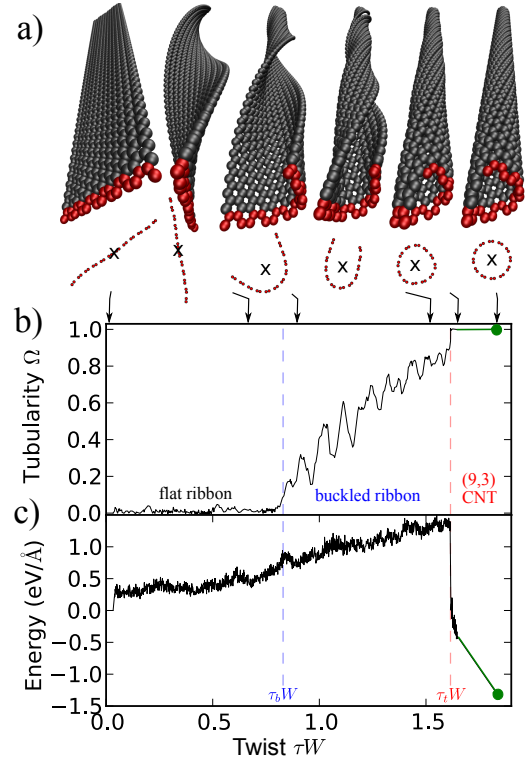 a)
x x x x x x
b)
Tubularity Ω
1.0
0.8
0.6
0.4
0.2
0.0
flat ribbon
buckled ribbon
(9,3)
CNT
c)
Energy (eV/Å)
1.0
0.5
0.0
−0.5
−1.0
−1.5
τbW
τtW
0.0 0.5 1.0 1.5
Twist τW